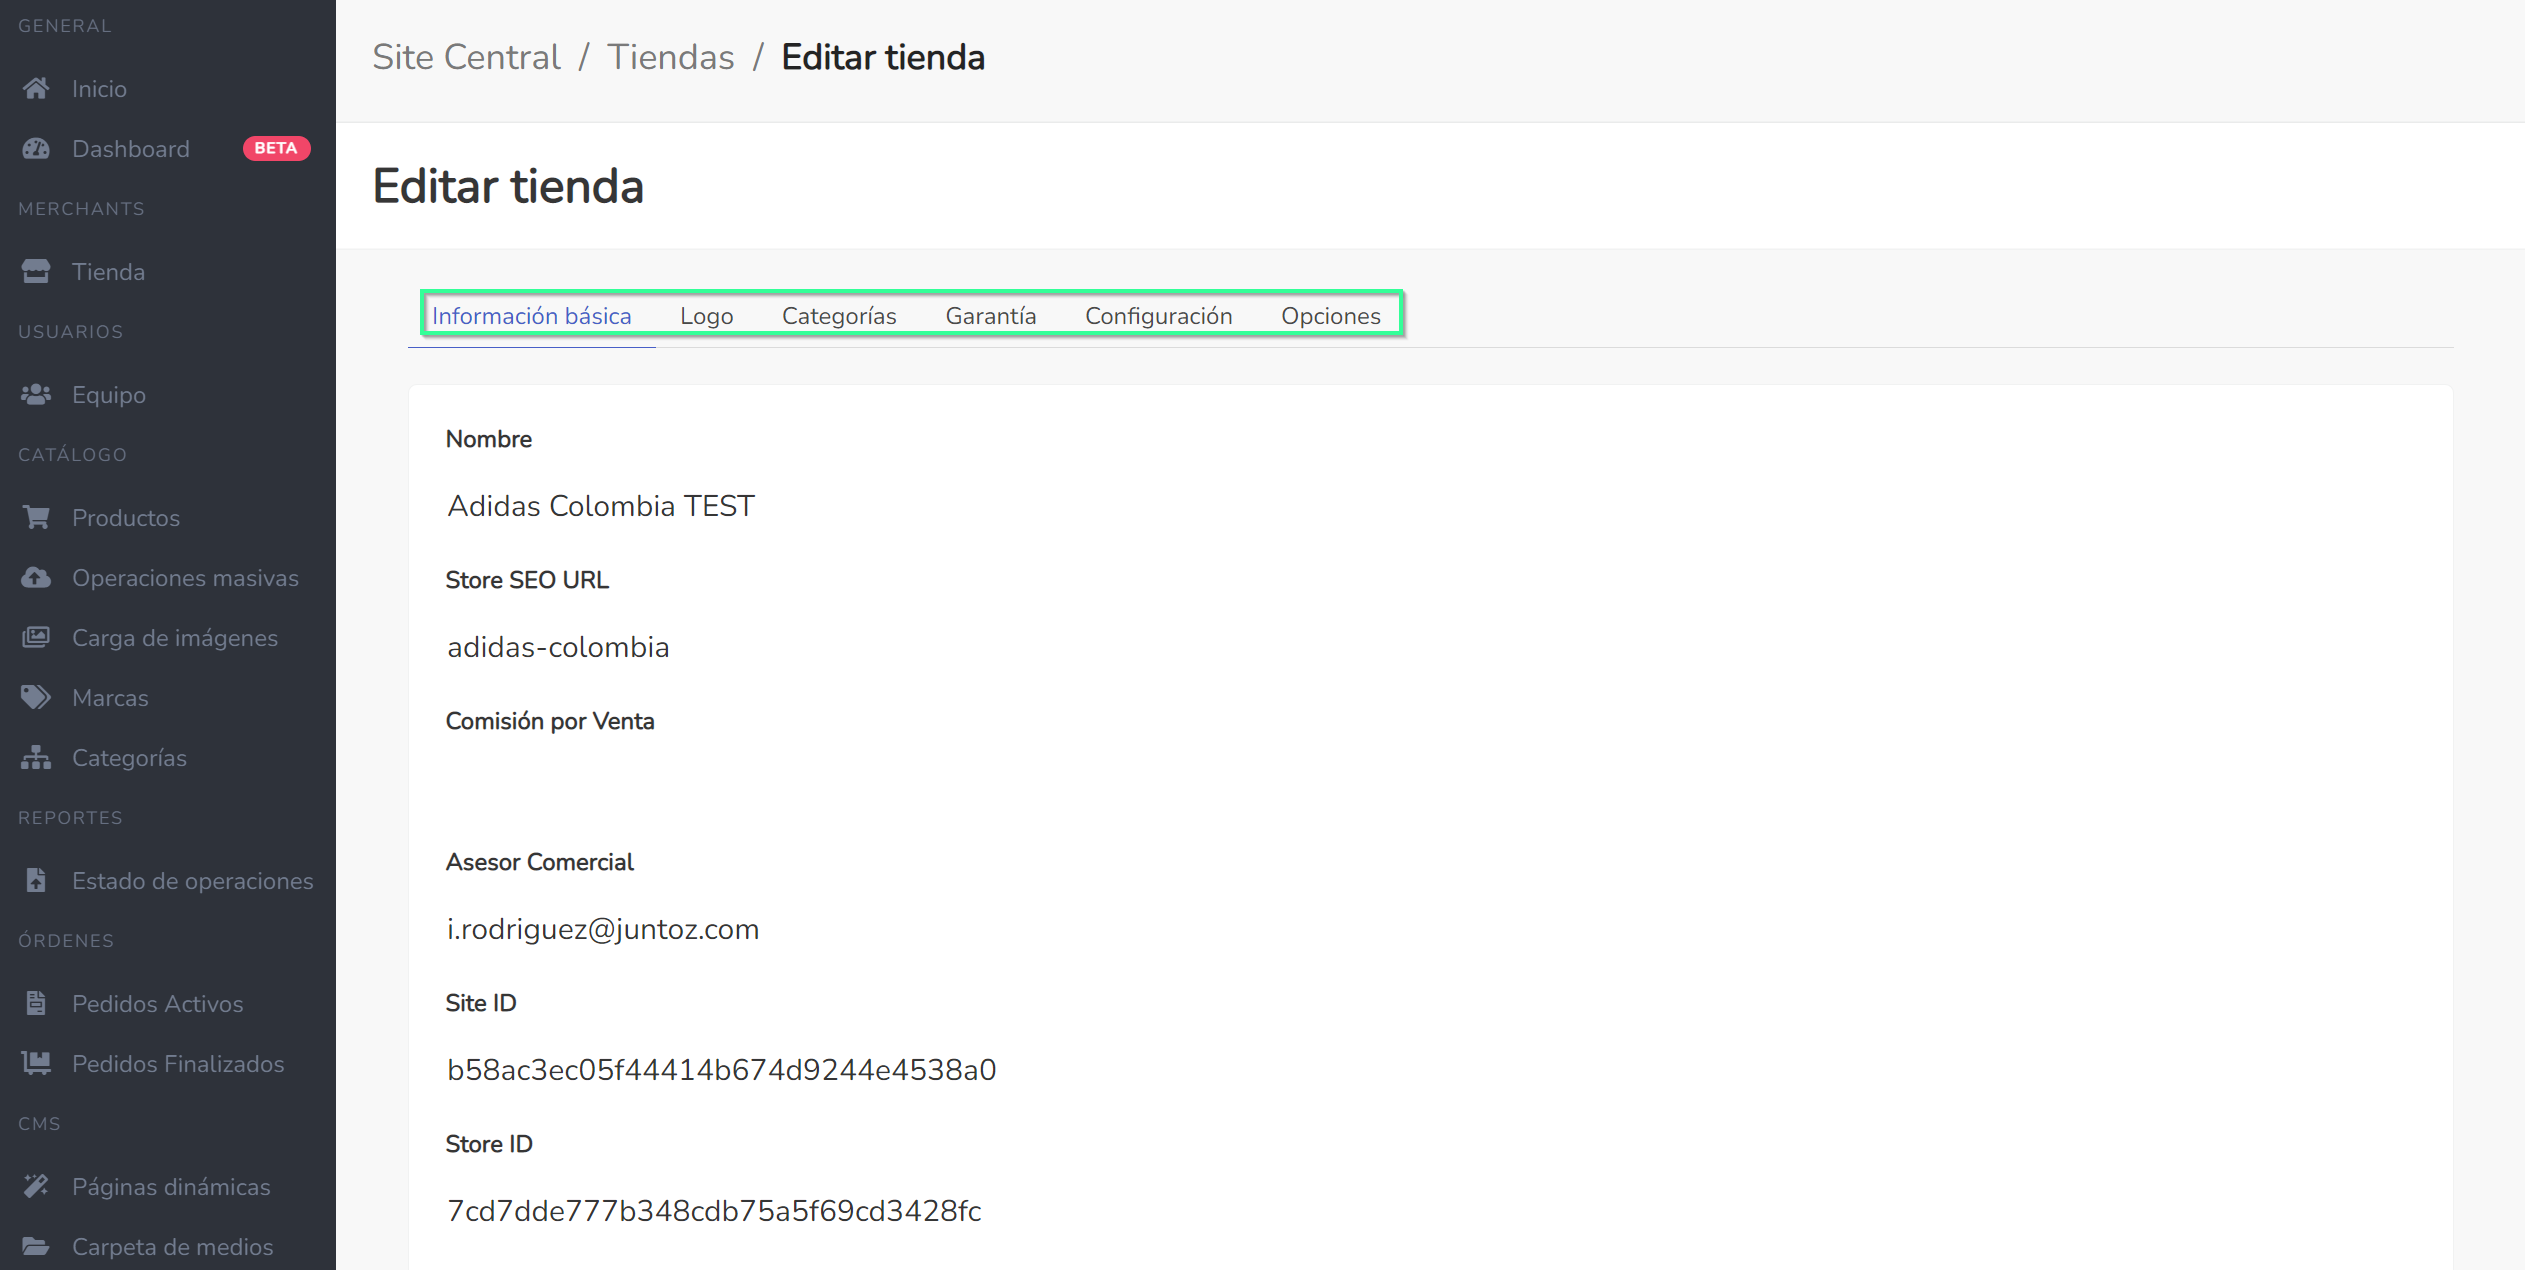 GENERAL
Inicio
Dashboard BETA
MERCHANTS
Tienda
USUARIOS
Equipo
CATÁLOGO
Productos
Operaciones masivas
Carga de imágenes
Marcas
Categorías
REPORTES
Estado de operaciones
ÓRDENES
Pedidos Activos
Pedidos Finalizados
CMS
Páginas dinámicas
Carpeta de medios
Site Central / Tiendas / Editar tienda
Editar tienda
Información básica Logo Categorías Garantía Configuración Opciones
Nombre
Adidas Colombia TEST
Store SEO URL
adidas-colombia
Comisión por Venta
Asesor Comercial
i.rodriguez@juntoz.com
Site ID
b58ac3ec05f44414b674d9244e4538a0
Store ID
7cd7dde777b348cdb75a5f69cd3428fc